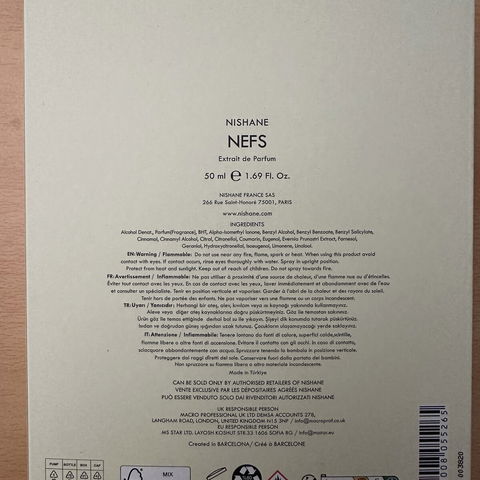 NISHANE
NEFS
Extrait de Parfum
50 ml e 1.69 Fl. Oz.
NISHANE FRANCE SAS
266 Rue Saint-Honoré 75001, PARIS
www.nishane.com
INGREDIENTS
Alcohol Denat., Parfum(Fragrance), BHT, Alpha-Isomethyl Ionone, Benzyl Alcohol, Benzyl Benzoate, Benzyl Salicylate,
Cinnamal, Cinnamyl Alcohol, Citral, Citronellol, Coumarin, Eugenol, Evernia Prunastri Extract, Farnesol,
Geraniol, Hydroxycitronellal, Isoeugenol, Limonene, Linalool.
EN:Warning / Flammable: Do not use near any fire, flame, spark or heat. When using this product avoid
contact with eyes. If contact occurs, rinse eyes thoroughly with water. Spray in upright position.
Protect from heat and sunlight. Keep out of reach of children. Do not spray towards fire.
FR:Avertissement / Inflammable: Ne pas utiliser à proximité d'une source de chaleur, d'une flamme nue ou d'étincelles.
Éviter tout contact avec les yeux. En cas de contact avec les yeux, laver immédiatement et abondamment avec de l'eau
et consulter un spécialiste. Tenir en position verticale et vaporiser. Garder à l'abri de la chaleur et des rayons du soleil.
Tenir hors de portée des enfants. Ne pas vaporiser vers une flamme ou un corps incandescent.
TR:Uyarı / Yanıcıdır: Herhangi bir ateş, alev, kıvılcım veya ısı kaynağı yakınında kullanmayınız.
Aleve veya diğer ateş kaynaklarına doğru püskürtmeyiniz. Göz ile temastan sakınınız.
Ürün göz ile temas ettiğinde derhal bol su ile yıkayın. Şişeyi dik konumda tutarak püskürtünüz.
Isıdan ve doğrudan güneş ışığından uzak tutunuz. Çocukların ulaşamayacağı yerde saklayınız.
IT:Attenzione / Infiammabile: Tenere lontano da fonti di calore, superfici calde, scintille,
fiamme libere o altre fonti di accensione. Evitare il contatto con gli occhi. In caso di contatto,
sciacquare abbondantemente con acqua. Spruzzare tenendo la bombola in posizione verticale.
Proteggere dai raggi diretti del sole. Conservare fuori dalla portata dei bambini.
Non spruzzare su fiamme libere o altro materiale incandescente.
Made in Türkiye
CAN BE SOLD ONLY BY AUTHORISED RETAILERS OF NISHANE
VENTE EXCLUSIVE PAR LES DÉPOSITAIRES AGRÉÉS NISHANE
PUÒ ESSERE VENDUTO SOLO DAI RIVENDITORI AUTORIZZATI NISHANE
UK RESPONSIBLE PERSON
MACRO PROFESSIONAL UK LTD DEMSA ACCOUNTS 278,
LANGHAM ROAD, LONDON, UNITED KINGDOM N15 3NP / info@macroprof.co.uk
EU RESPONSIBLE PERSON
MS STAR LTD. LAYOSH KOSHUT STR.33 1606 SOFIA BG /
Created in BARCELONA/ Créé à BARCELONE
PUMP BOTTLE BOX CAP
MIX
003920